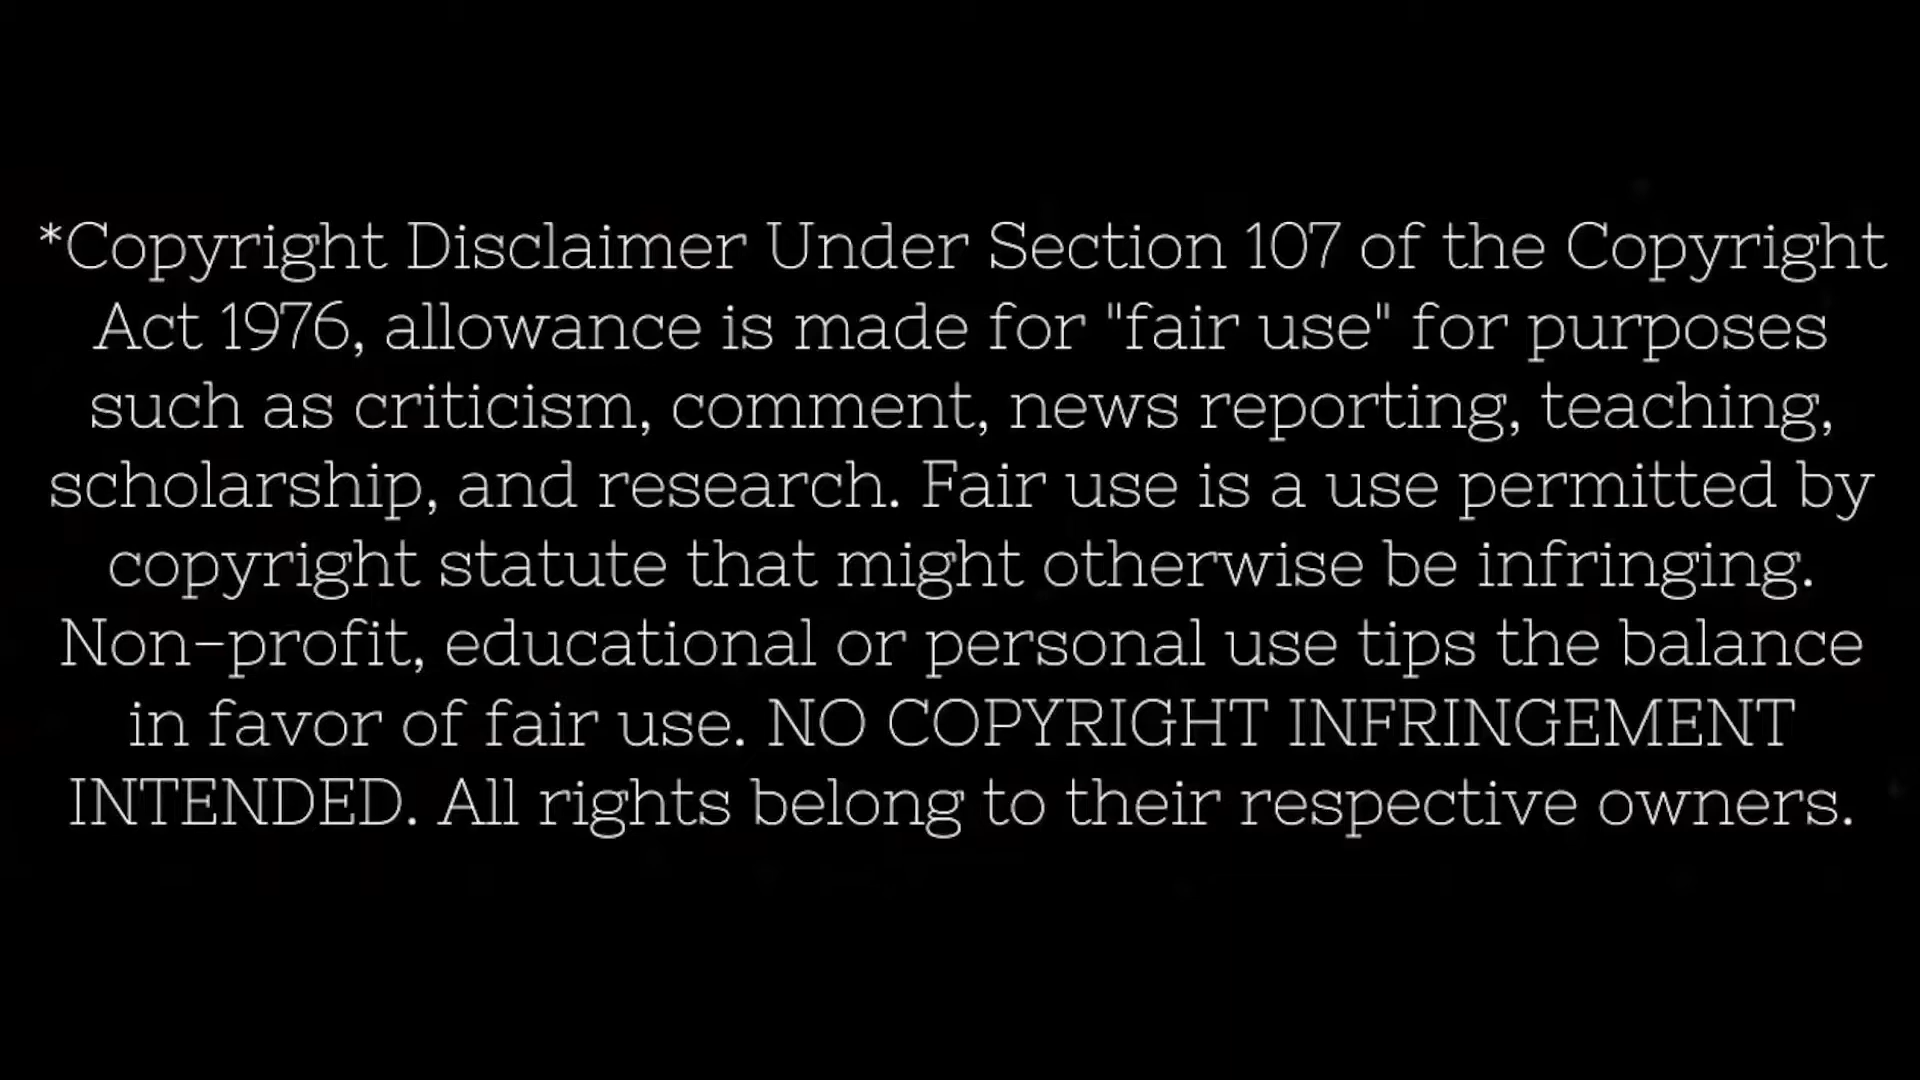 *Copyright Disclaimer Under Section 107 of the Copyright
Act 1976, allowance is made for "fair use" for purposes
such as criticism, comment, news reporting, teaching,
scholarship, and research. Fair use is a use permitted by
copyright statute that might otherwise be infringing.
Non-profit, educational or personal use tips the balance
in favor of fair use. NO COPYRIGHT INFRINGEMENT
INTENDED. All rights belong to their respective owners.